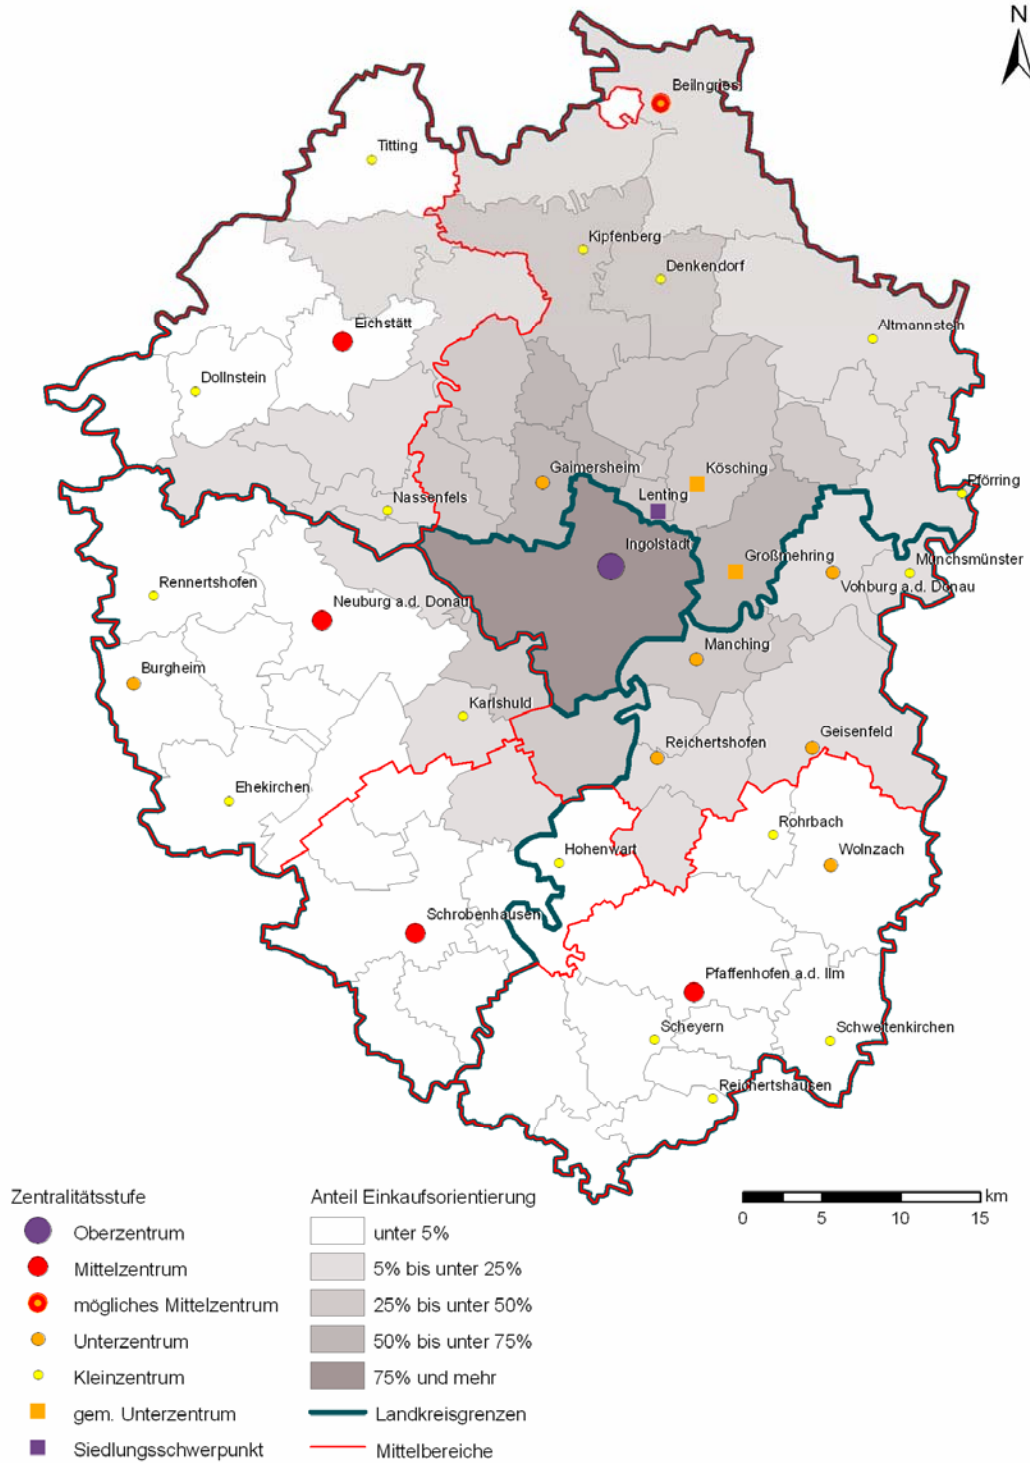 N
Beilngries
Titting
Kipfenberg
Denkendorf
Eichstätt
Altmannstein
Dollnstein
Gaimersheim
Kösching
Lenting
Pförring
Nassenfels
Ingolstadt
Großmehring
Münchsmünster
Vohburg a.d. Donau
Rennertshofen
Neuburg a.d. Donau
Manching
Burgheim
Karlshuld
Geisenfeld
Reichertshofen
Ehekirchen
Rohrbach
Hohenwart
Wolnzach
Schrobenhausen
Pfaffenhofen a.d. Ilm
Scheyern
Schweitenkirchen
Reichertshausen
Zentralitätsstufe
Oberzentrum
Mittelzentrum
mögliches Mittelzentrum
Unterzentrum
Kleinzentrum
gem. Unterzentrum
Siedlungsschwerpunkt
Anteil Einkaufsorientierung
unter 5%
5% bis unter 25%
25% bis unter 50%
50% bis unter 75%
75% und mehr
Landkreisgrenzen
Mittelbereiche
km
0 5 10 15